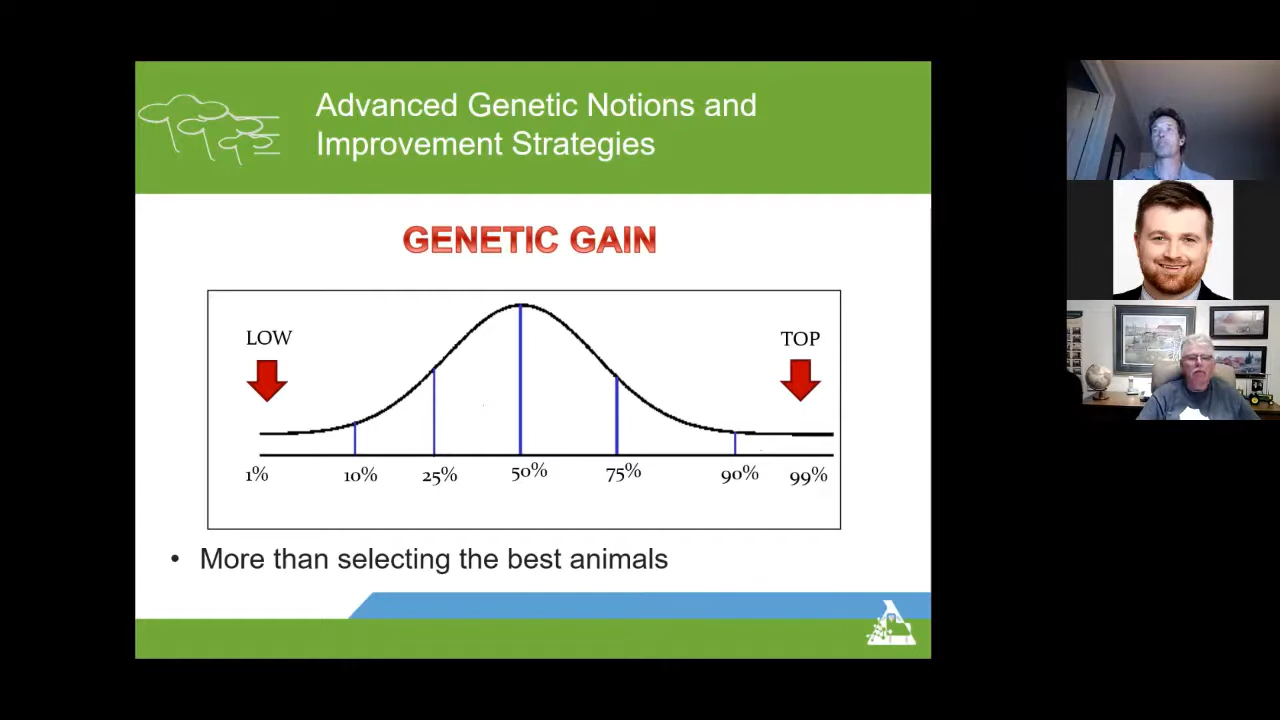 Advanced Genetic Notions and
Improvement Strategies
GENETIC GAIN
LOW
TOP
1%
10%
25%
50%
75%
90%
99%
• More than selecting the best animals